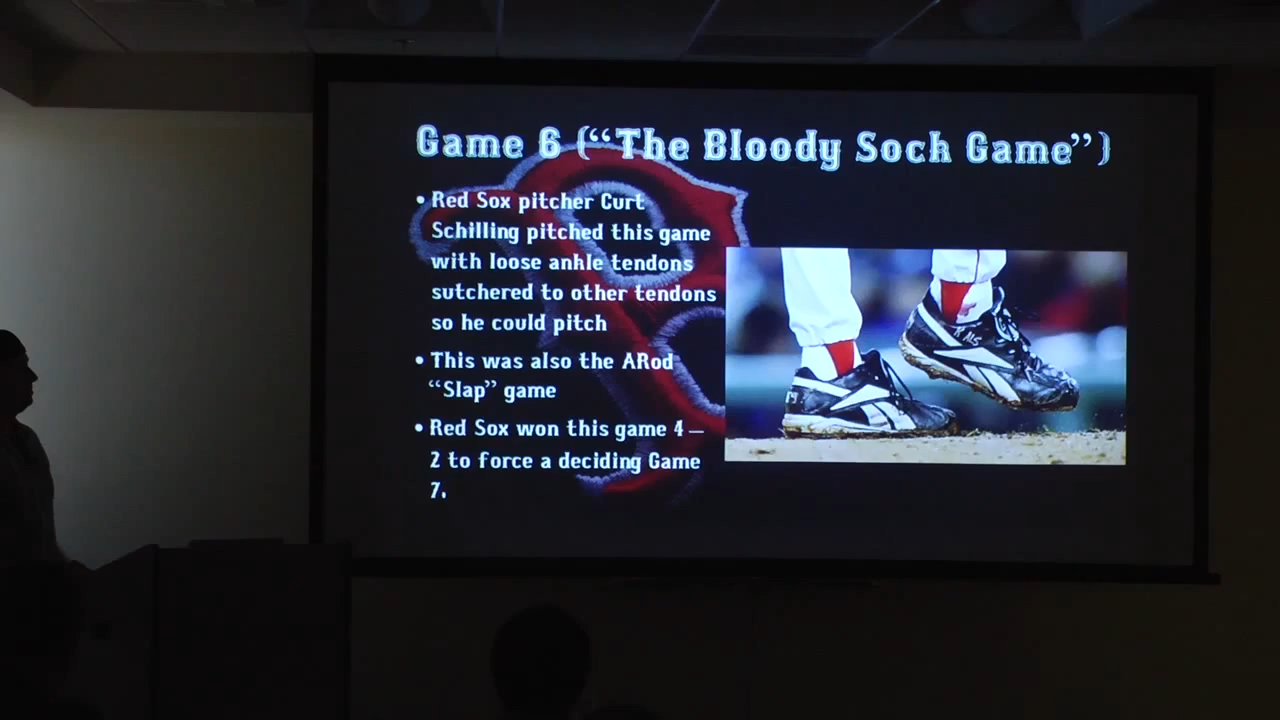 Game 6 (“The Bloody Sock Game”)
• Red Sox pitcher Curt
Schilling pitched this game
with loose ankle tendons
sutchered to other tendons
so he could pitch
• This was also the ARod
“Slap” game
• Red Sox won this game 4 –
2 to force a deciding Game
7.